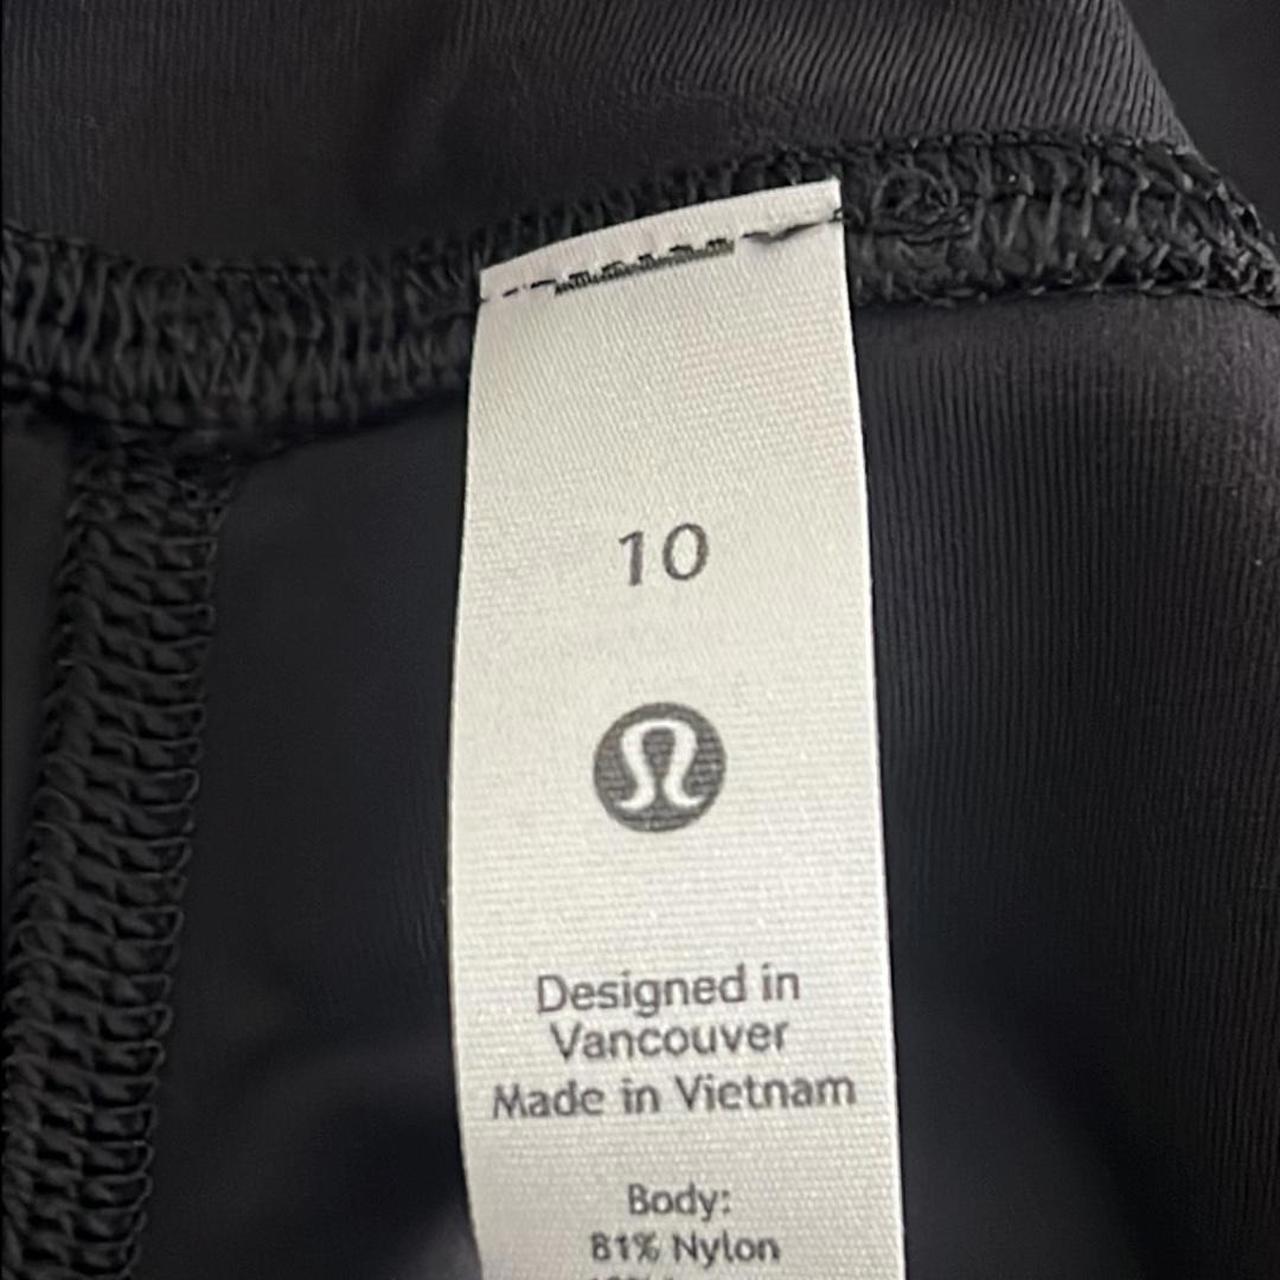 10
Designed in
Vancouver
Made in Vietnam
Body:
81% Nylon